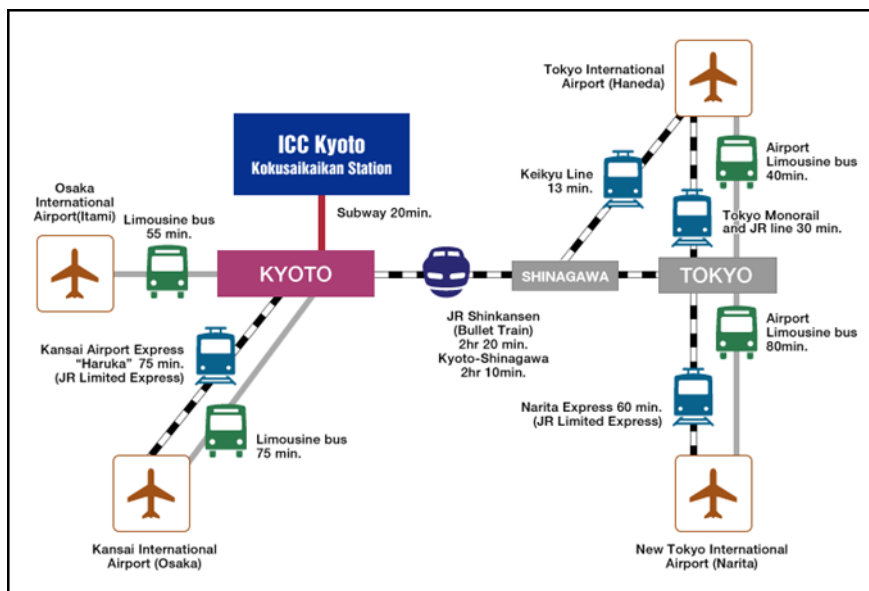 Tokyo International
Airport (Haneda)
ICC Kyoto
Kokusaikaikan Station
Keikyu Line
13 min.
Airport
Limousine bus
40min.
Osaka
International
Airport(Itami)
Limousine bus
55 min.
Subway 20min.
Tokyo Monorail
and JR line 30 min.
KYOTO
SHINAGAWA
TOKYO
JR Shinkansen
(Bullet Train)
2hr 20 min.
Kyoto-Shinagawa
2hr 10min.
Airport
Limousine bus
80min.
Kansai Airport Express
“Haruka” 75 min.
(JR Limited Express)
Narita Express 60 min.
(JR Limited Express)
Limousine bus
75 min.
Kansai International
Airport (Osaka)
New Tokyo International
Airport (Narita)